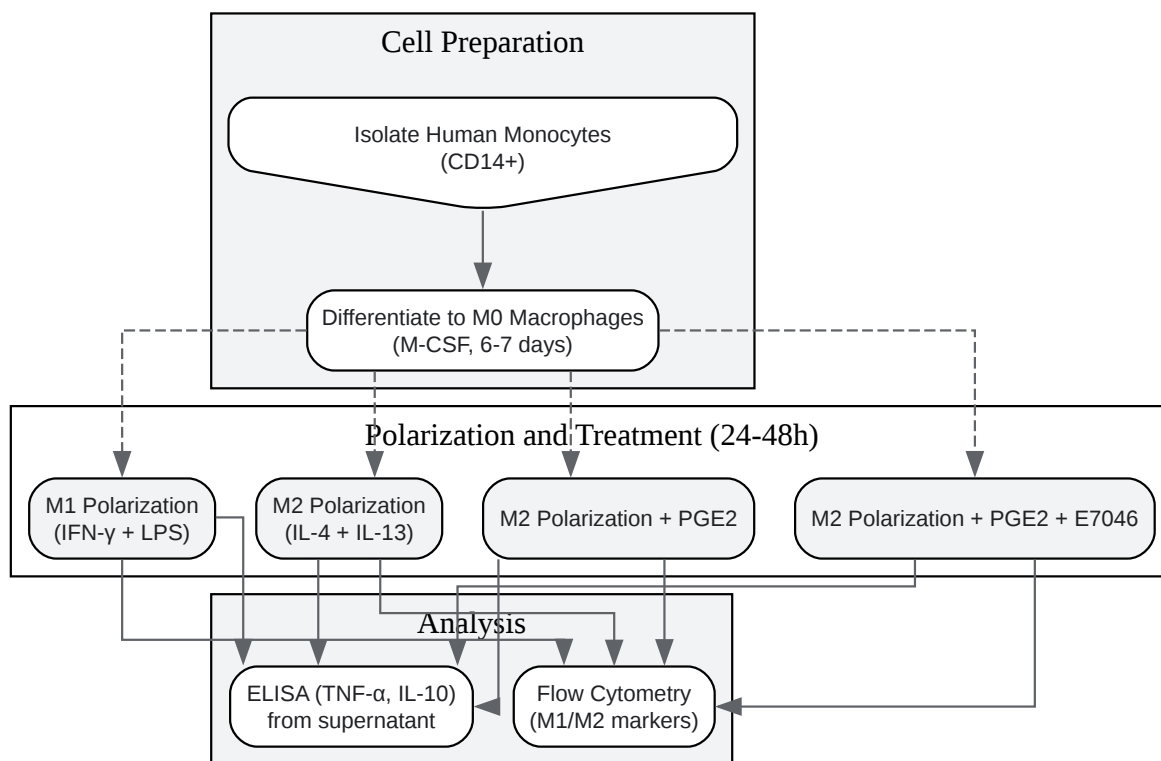 Cell Preparation
Isolate Human Monocytes
(CD14+)
Differentiate to M0 Macrophages
(M-CSF, 6-7 days)
Polarization and Treatment (24-48h)
M1 Polarization
(IFN-γ + LPS)
M2 Polarization
(IL-4 + IL-13)
M2 Polarization + PGE2
M2 Polarization + PGE2 + E7046
Analysis
ELISA (TNF-α, IL-10)
from supernatant
Flow Cytometry
(M1/M2 markers)